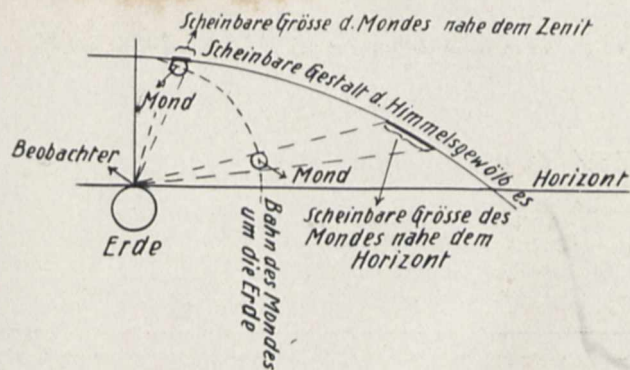 Scheinbare Grösse d. Mondes nahe dem Zenit
Scheinbare Gestalt d. Himmelsgewölbes
Mond
Beobachter
Mond
Horizont
Erde
Bahn des Mondes
um die Erde
Scheinbare Grösse des
Mondes nahe dem
Horizont